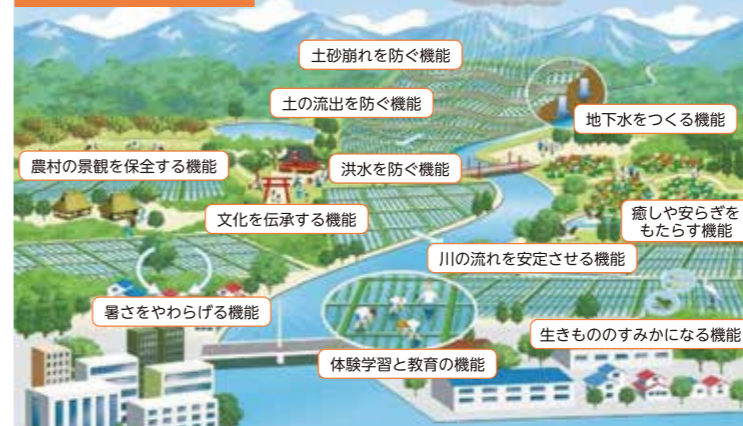 土砂崩れを防ぐ機能
土の流出を防ぐ機能
地下水をつくる機能
農村の景観を保全する機能
洪水を防ぐ機能
文化を伝承する機能
癒しや安らぎを
もたらす機能
川の流れを安定させる機能
暑さをやわらげる機能
生きもののすみかになる機能
体験学習と教育の機能